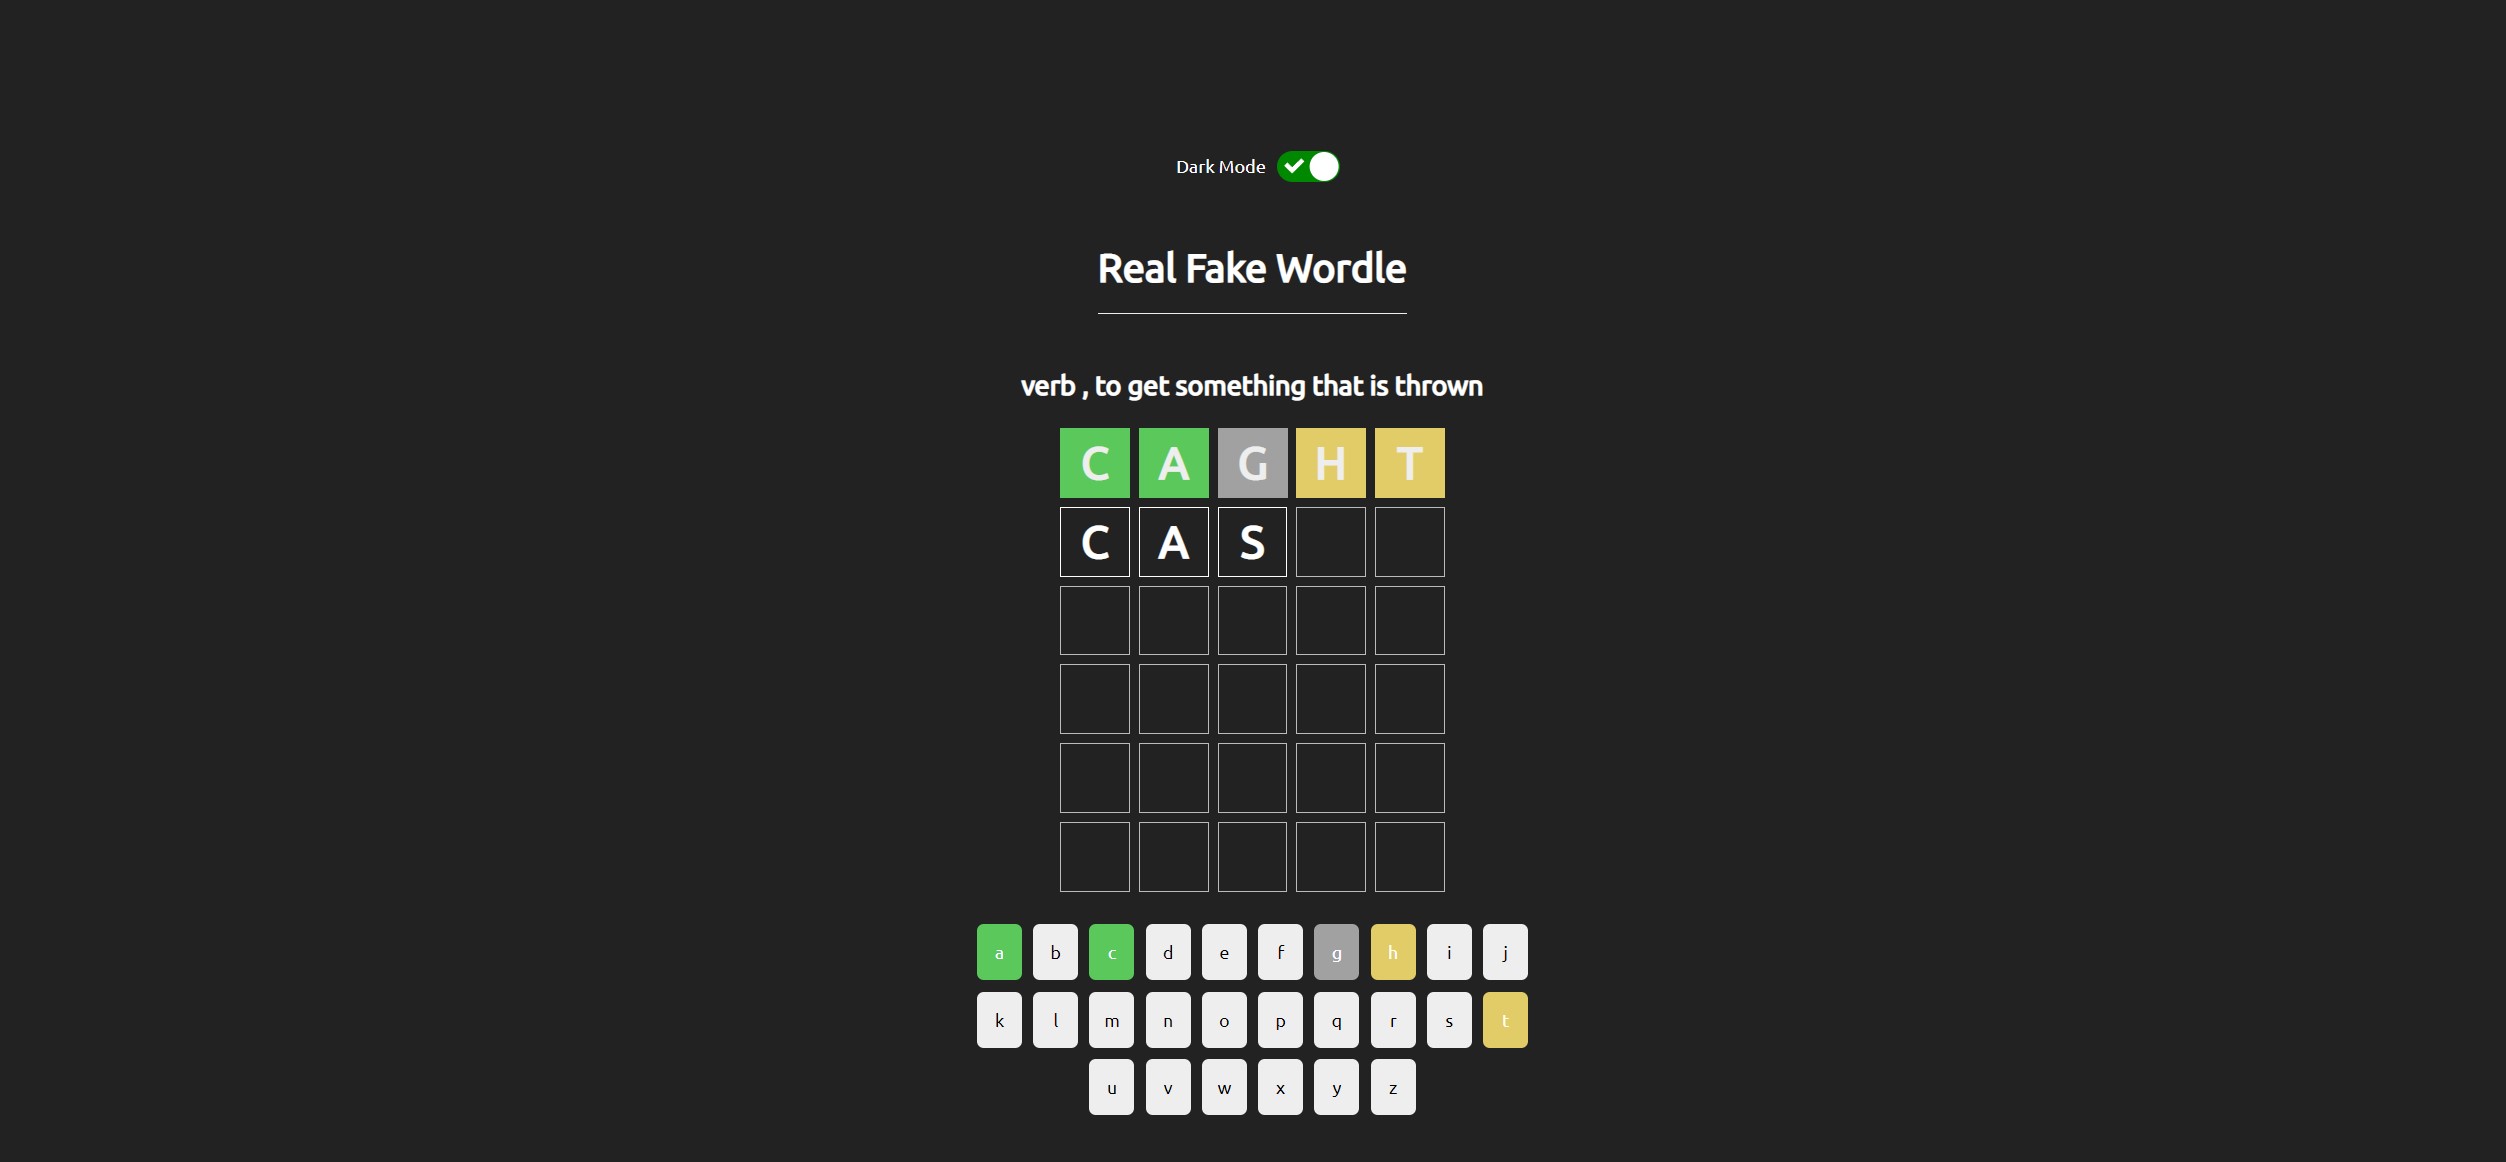 Dark Mode
Real Fake Wordle
verb , to get something that is thrown
C A G H T
C A S
a b c d e f g h i j
k l m n o p q r s t
u v w x y z